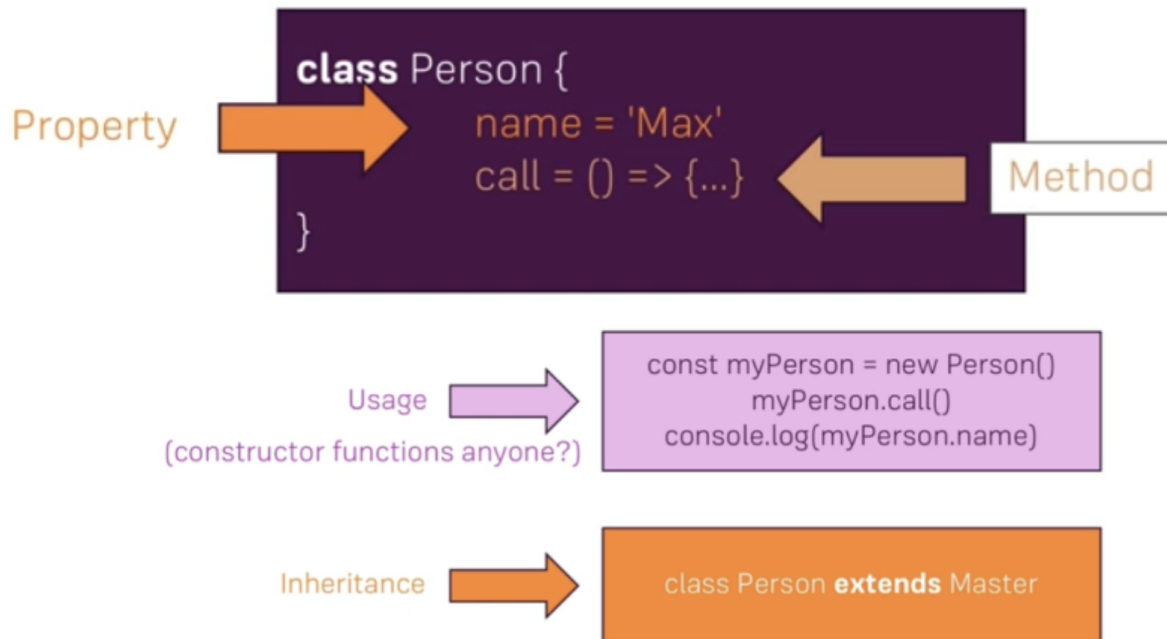 class Person {
Property
name = 'Max'
call = () => {...}
Method
}
Usage
(constructor functions anyone?)
const myPerson = new Person()
myPerson.call()
console.log(myPerson.name)
Inheritance
class Person extends Master